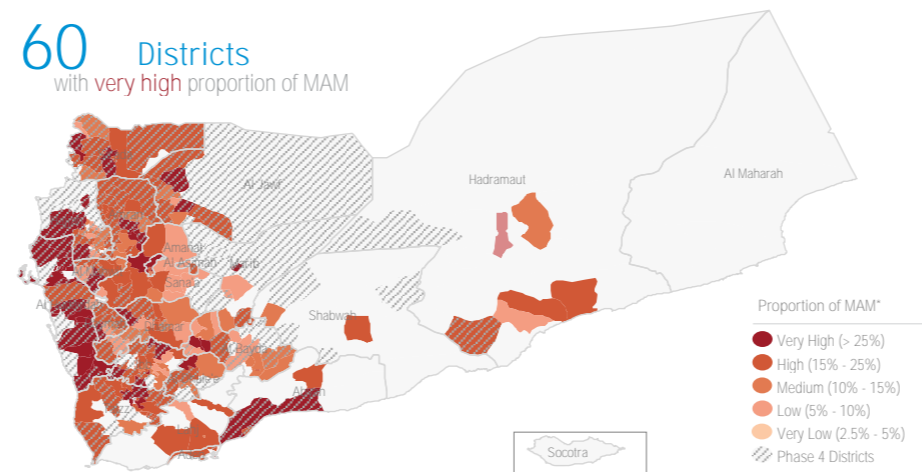 60 Districts
with very high proportion of MAM
Al Jawf
Hadramaut
Al Maharah
Amanat
Al Asimah
Marib
Sana'a
Shabwah
Abyan
Socotra
Proportion of MAM*
Very High (> 25%)
High (15% - 25%)
Medium (10% - 15%)
Low (5% - 10%)
Very Low (2.5% - 5%)
Phase 4 Districts